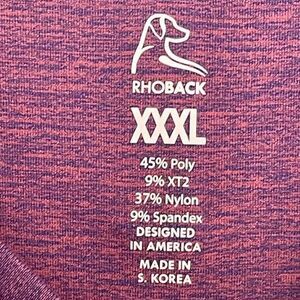 RHOBACK
XXXL
45% Poly
9% XT2
37% Nylon
9% Spandex
DESIGNED
IN AMERICA
MADE IN
S. KOREA